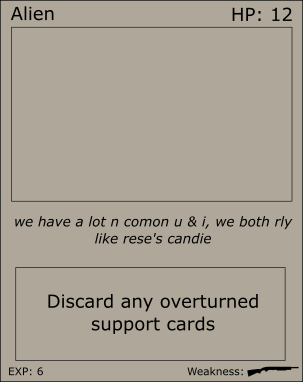 Alien HP: 12
we have a lot n comon u & i, we both rly
like rese's candie
Discard any overturned
support cards
EXP: 6 Weakness: